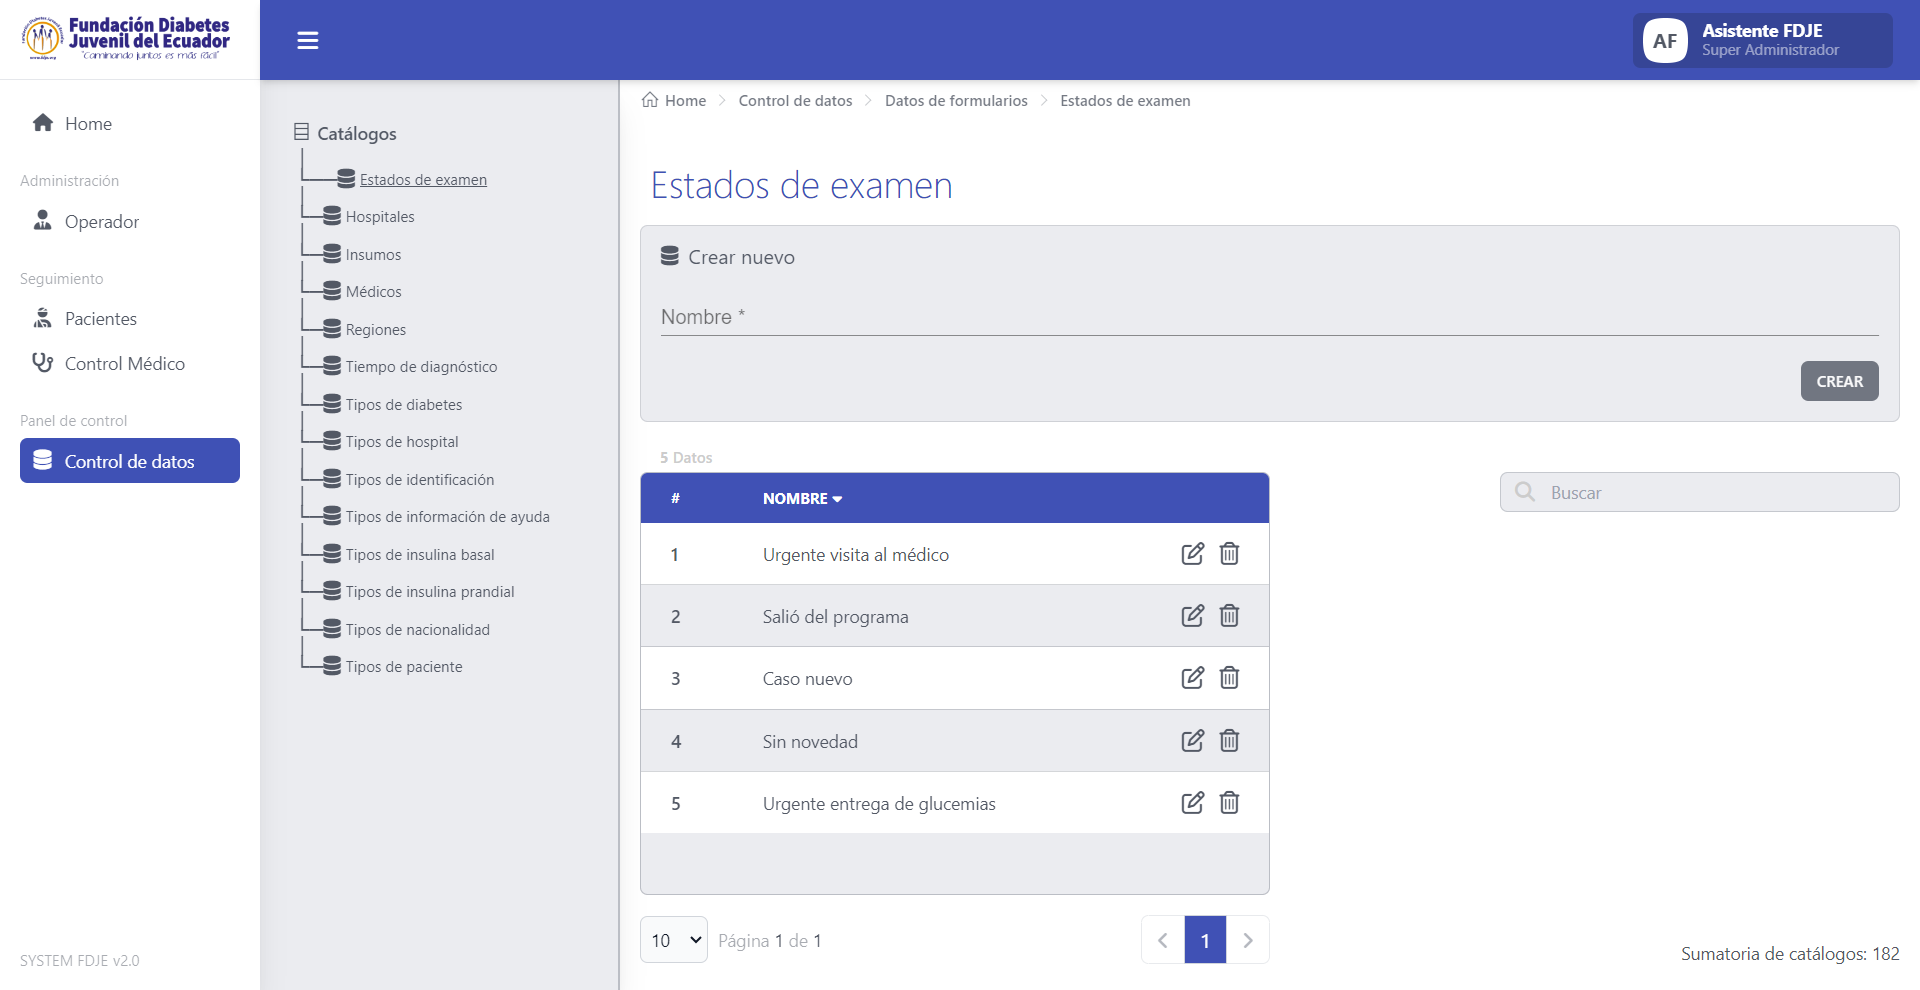 Fundación Diabetes
Juvenil del Ecuador
"Caminando juntos es más fácil"
www.fdje.org
Asistente FDJE
AF
Super Administrador
Home
Administración
Operador
Seguimiento
Pacientes
Control Médico
Panel de control
Control de datos
SYSTEM FDJE v2.0
Catálogos
Estados de examen
Hospitales
Insumos
Médicos
Regiones
Tiempo de diagnóstico
Tipos de diabetes
Tipos de hospital
Tipos de identificación
Tipos de información de ayuda
Tipos de insulina basal
Tipos de insulina prandial
Tipos de nacionalidad
Tipos de paciente
Home Control de datos Datos de formularios Estados de examen
Estados de examen
Crear nuevo
Nombre *
CREAR
5 Datos
Buscar
# NOMBRE
1 Urgente visita al médico
2 Salió del programa
3 Caso nuevo
4 Sin novedad
5 Urgente entrega de glucemias
10 Página 1 de 1
1
Sumatoria de catálogos: 182